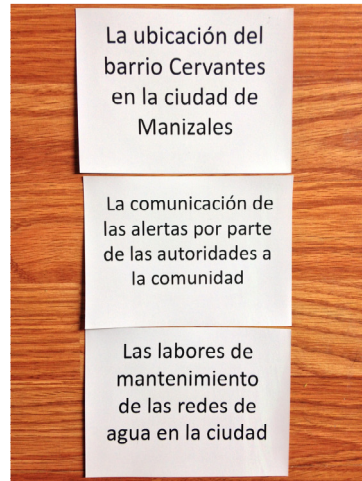 La ubicación del
barrio Cervantes
en la ciudad de
Manizales
La comunicación de
las alertas por parte
de las autoridades a
la comunidad
Las labores de
mantenimiento
de las redes de
agua en la ciudad